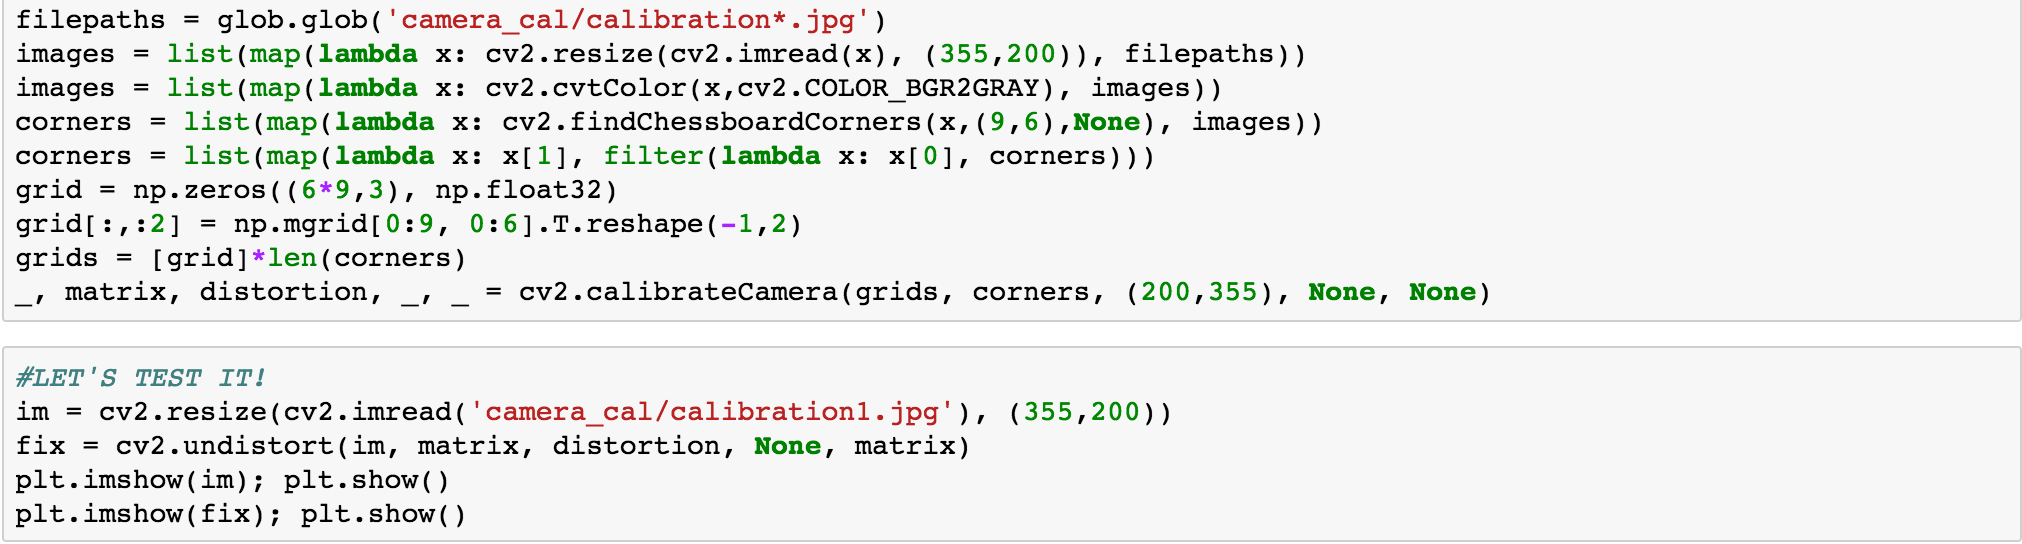 filepaths = glob.glob('camera_cal/calibration*.jpg')
images = list(map(lambda x: cv2.resize(cv2.imread(x), (355,200)), filepaths))
images = list(map(lambda x: cv2.cvtColor(x,cv2.COLOR_BGR2GRAY), images))
corners = list(map(lambda x: cv2.findChessboardCorners(x,(9,6),None), images))
corners = list(map(lambda x: x[1], filter(lambda x: x[0], corners)))
grid = np.zeros((6*9,3), np.float32)
grid[:,:2] = np.mgrid[0:9, 0:6].T.reshape(-1,2)
grids = [grid]*len(corners)
_, matrix, distortion, _, _ = cv2.calibrateCamera(grids, corners, (200,355), None, None)
#LET'S TEST IT!
im = cv2.resize(cv2.imread('camera_cal/calibration1.jpg'), (355,200))
fix = cv2.undistort(im, matrix, distortion, None, matrix)
plt.imshow(im); plt.show()
plt.imshow(fix); plt.show()